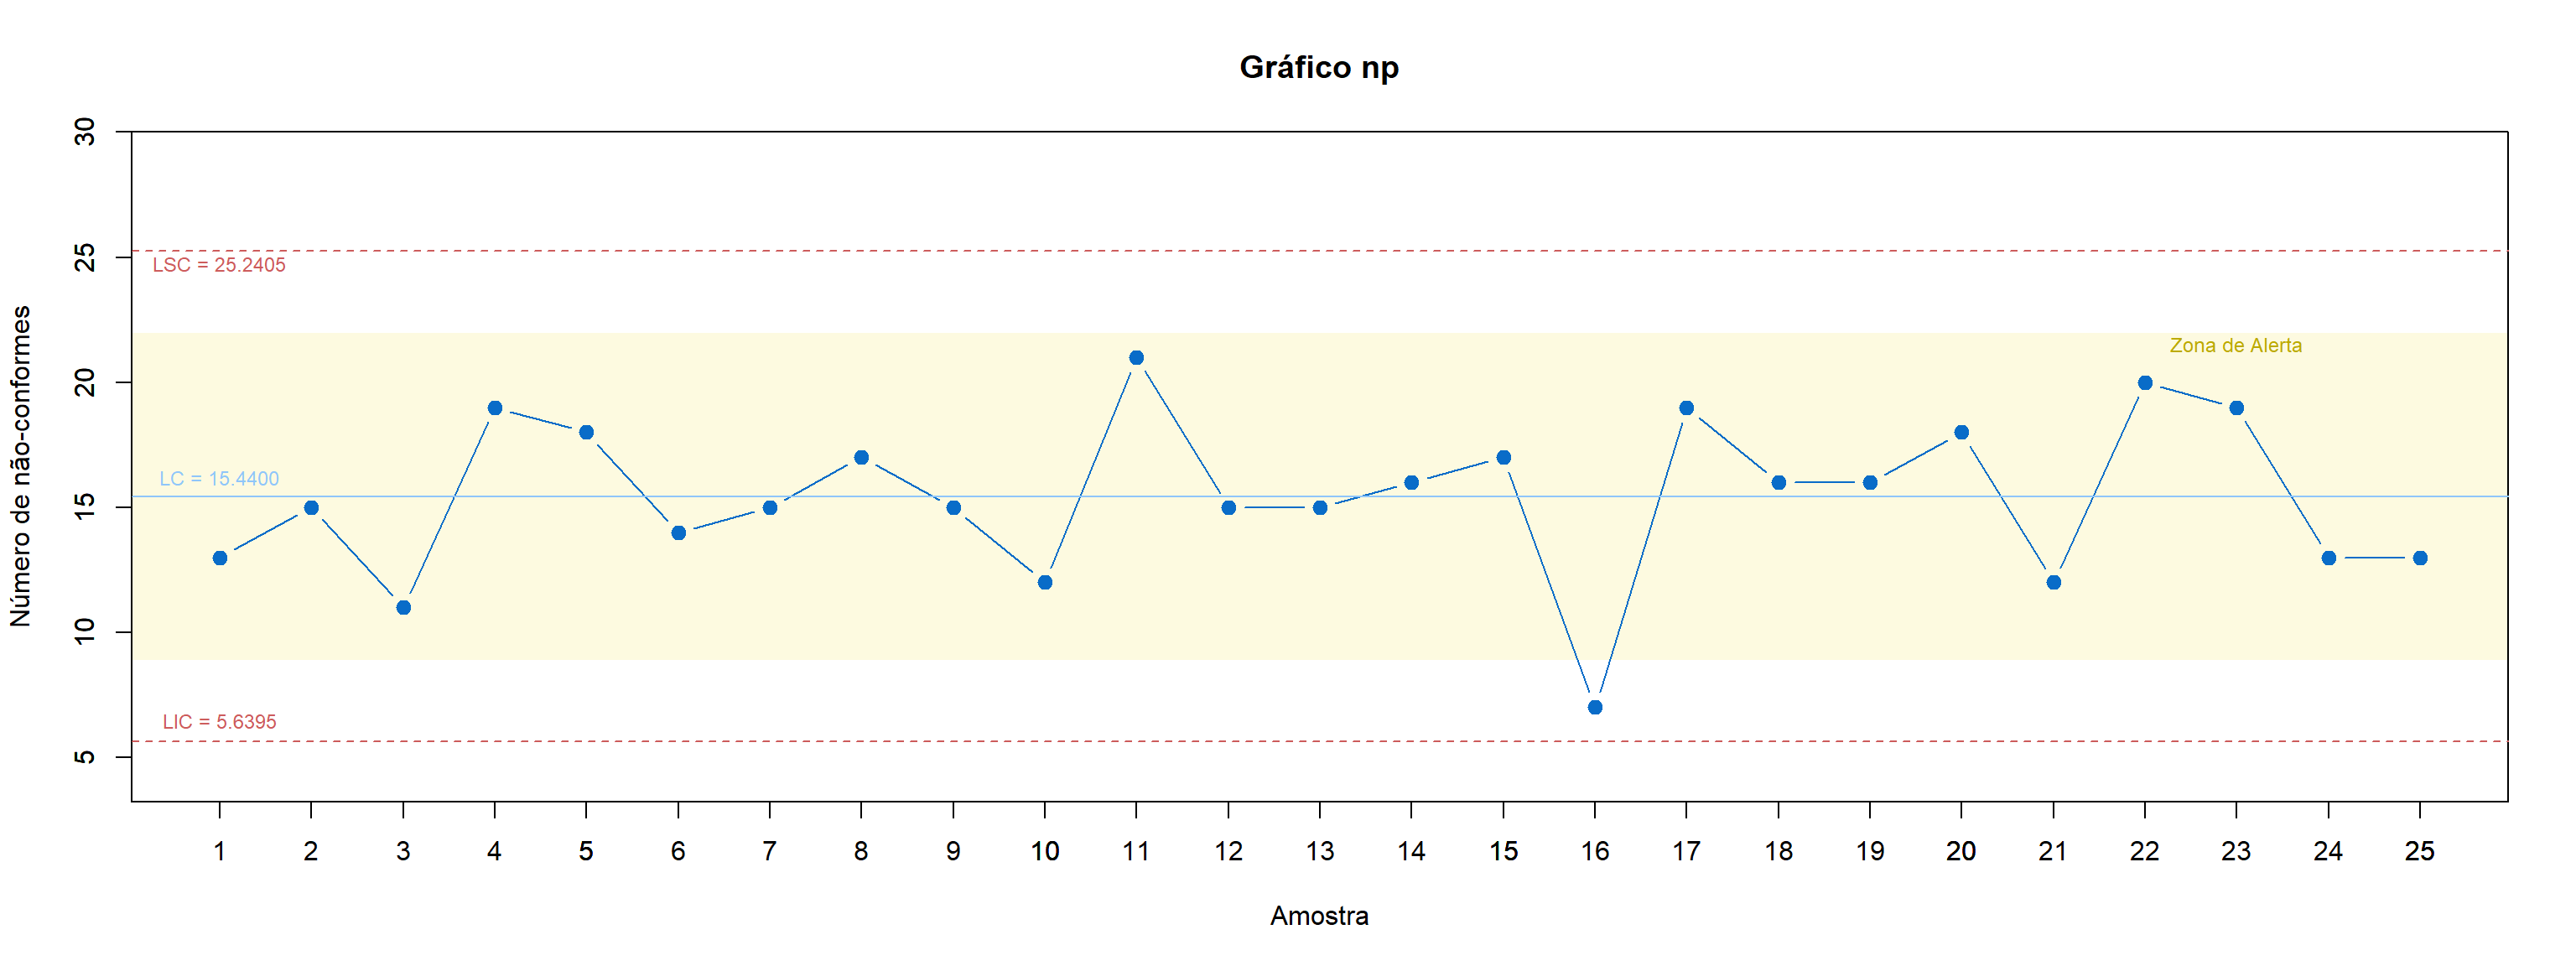 Gráfico np
Número de não-conformes
30
25
20
15
10
5
LSC = 25.2405
Zona de Alerta
LC = 15.4400
LIC = 5.6395
1 2 3 4 5 6 7 8 9 10 11 12 13 14 15 16 17 18 19 20 21 22 23 24 25
Amostra